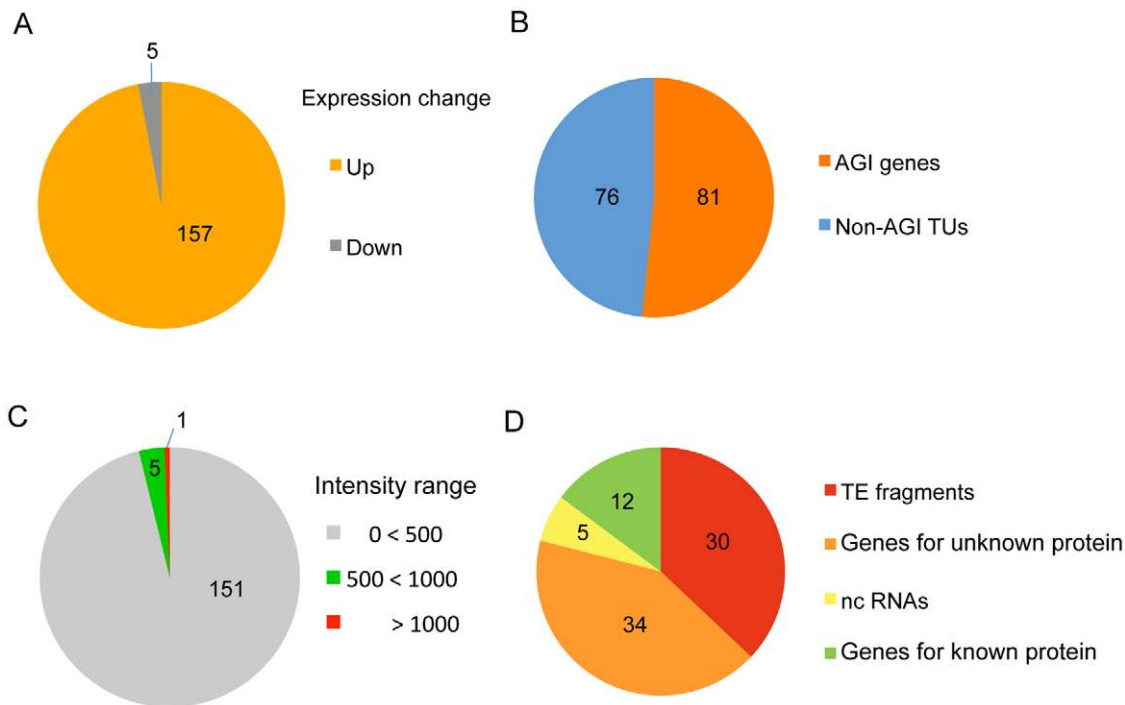 A
5
157
Expression change
Up
Down
B
76
81
AGI genes
Non-AGI TUs
C
1
5
151
Intensity range
0 < 500
500 < 1000
> 1000
D
12
5
30
34
TE fragments
Genes for unknown protein
nc RNAs
Genes for known protein